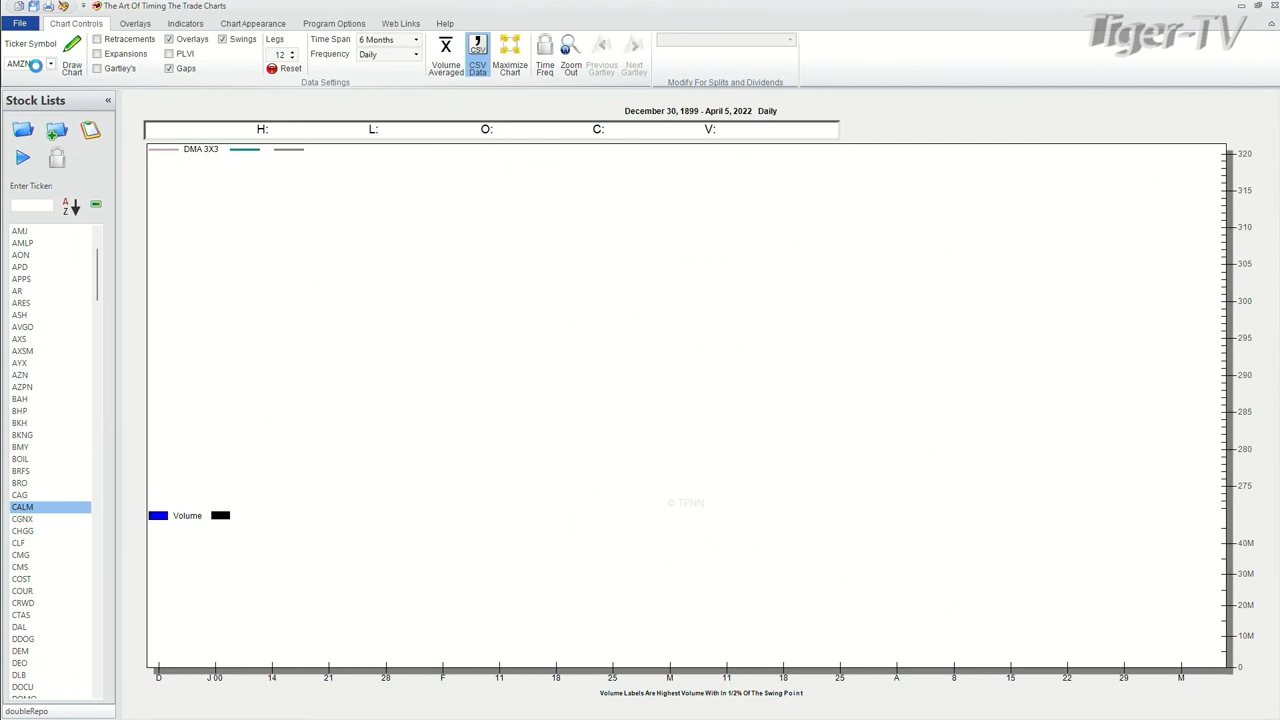 The Art Of Timing The Trade Charts
Tiger-TV
File Chart Controls Overlays Indicators Chart Appearance Program Options Web Links Help
Ticker Symbol
AMZN
Draw Chart
Retracements Overlays Swings
Expansions PLVI
Gartley's Gaps
Legs
12
Reset
Time Span 6 Months
Frequency Daily
Data Settings
X
Volume Averaged
CSV
CSV Data
Maximize Chart
Time Freq
Zoom Out
Previous Gartley
Next Gartley
Modify For Splits and Dividends
Stock Lists «
Enter Ticker:
A
Z
AMJ
AMLP
AON
APD
APPS
AR
ARES
ASH
AVGO
AXS
AXSM
AYX
AZN
AZPN
BAH
BHP
BKH
BKNG
BMY
BOIL
BRFS
BRO
CAG
CALM
CGNX
CHGG
CLF
CMG
CMS
COST
COUR
CRWD
CTAS
DAL
DDOG
DEM
DEO
DLB
DOCU
doubleRepo
December 30, 1899 - April 5, 2022 Daily
H: L: O: C: V:
DMA 3X3
320
315
310
305
300
295
290
285
280
275
© TFNN
Volume
40M
30M
20M
10M
0
D J 00 14 21 28 F 11 18 25 M 11 18 25 A 8 15 22 29 M
Volume Labels Are Highest Volume With In 1/2% Of The Swing Point